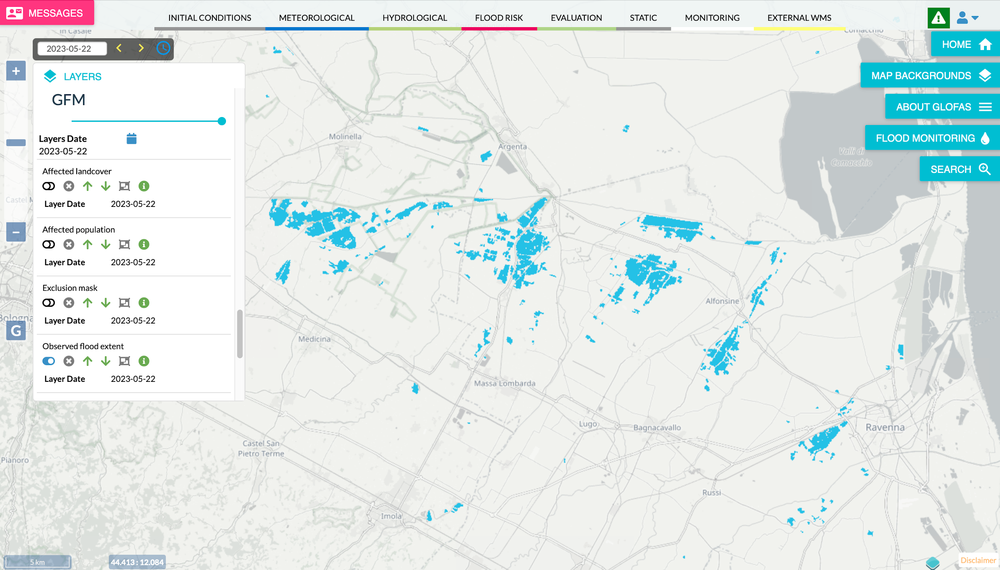 MESSAGES
INITIAL CONDITIONS
METEOROLOGICAL
HYDROLOGICAL
FLOOD RISK
EVALUATION
STATIC
MONITORING
EXTERNAL WMS
in Casale
Comacchio
2023-05-22
HOME
MAP BACKGROUNDS
ABOUT GLOFAS
FLOOD MONITORING
SEARCH
LAYERS
GFM
Layers Date
2023-05-22
Affected landcover
Layer Date 2023-05-22
Affected population
Layer Date 2023-05-22
Exclusion mask
Layer Date 2023-05-22
Observed flood extent
Layer Date 2023-05-22
+
−
G
Molinella
Argenta
Valli di
Comacchio
Castel M
Alfonsine
Bologna
Medicina
Massa Lombarda
Lugo
Bagnacavallo
Ravenna
Castel San
Pietro Terme
Pianoro
Russi
Imola
5 km
44.413 : 12.084
Disclaimer